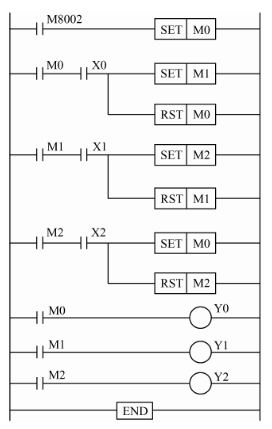 M8002
SET M0
M0 X0
SET M1
RST M0
M1 X1
SET M2
RST M1
M2 X2
SET M0
RST M2
M0 Y0
M1 Y1
M2 Y2
END